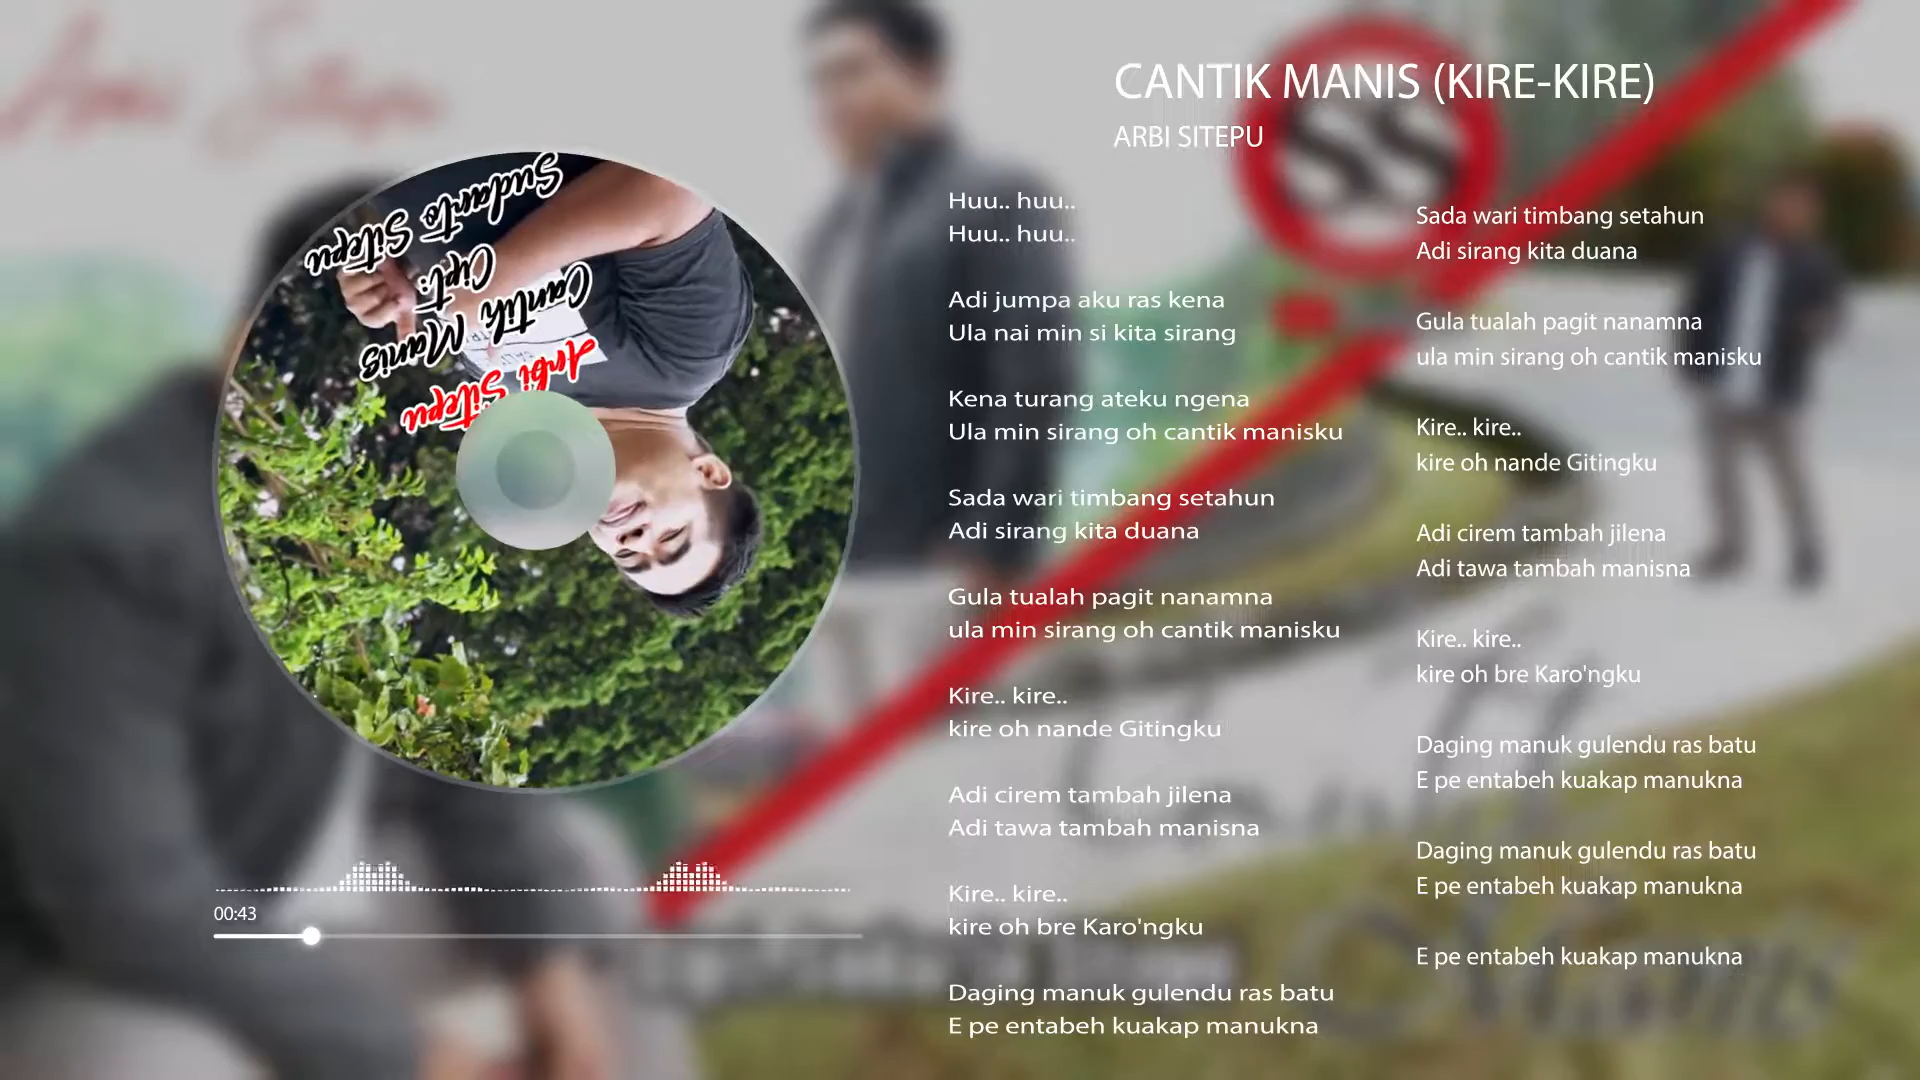 CANTIK MANIS (KIRE-KIRE)
ARBI SITEPU
Huu.. huu..
Huu.. huu..
Adi jumpa aku ras kena
Ula nai min si kita sirang
Kena turang ateku ngena
Ula min sirang oh cantik manisku
Sada wari timbang setahun
Adi sirang kita duana
Gula tualah pagit nanamna
ula min sirang oh cantik manisku
Kire.. kire..
kire oh nande Gitingku
Adi cirem tambah jilena
Adi tawa tambah manisna
Kire.. kire..
kire oh bre Karo'ngku
Daging manuk gulendu ras batu
E pe entabeh kuakap manukna
Sada wari timbang setahun
Adi sirang kita duana
Gula tualah pagit nanamna
ula min sirang oh cantik manisku
Kire.. kire..
kire oh nande Gitingku
Adi cirem tambah jilena
Adi tawa tambah manisna
Kire.. kire..
kire oh bre Karo'ngku
Daging manuk gulendu ras batu
E pe entabeh kuakap manukna
Daging manuk gulendu ras batu
E pe entabeh kuakap manukna
E pe entabeh kuakap manukna
Arbi Sitepu
Cantik Manis
Cipt:
Sudanto Sitepu
00:43
SS
Arbi Sitepu
Manis